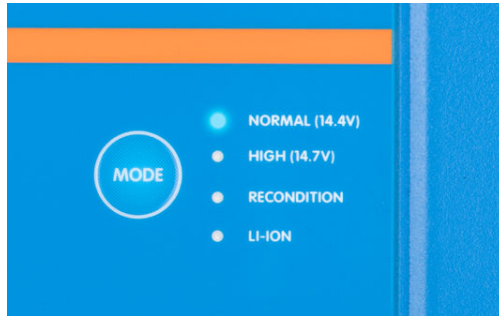 MODE
NORMAL (14.4V)
HIGH (14.7V)
RECONDITION
LI-ION